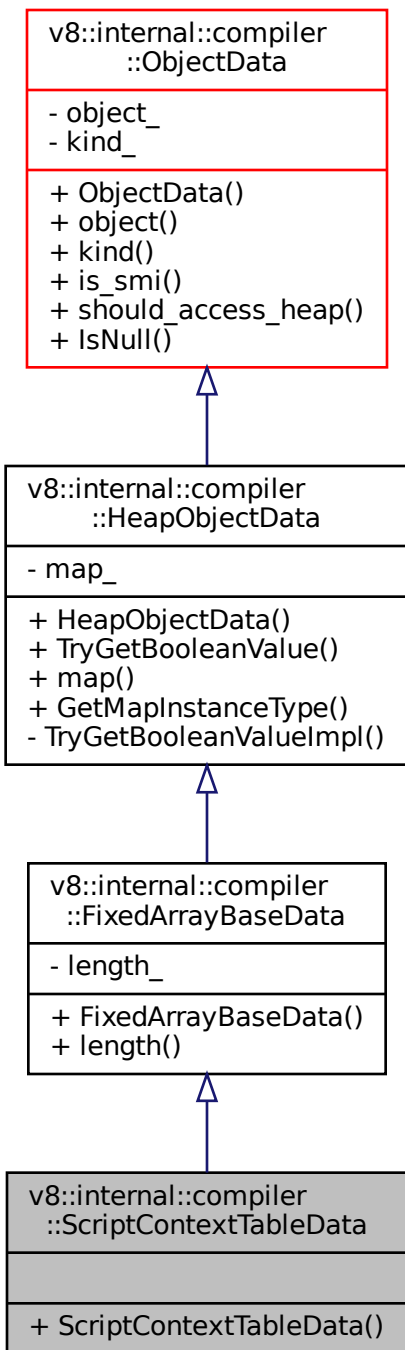 v8::internal::compiler
::ObjectData
- object_
- kind_
+ ObjectData()
+ object()
+ kind()
+ is_smi()
+ should_access_heap()
+ IsNull()
v8::internal::compiler
::HeapObjectData
- map_
+ HeapObjectData()
+ TryGetBooleanValue()
+ map()
+ GetMapInstanceType()
- TryGetBooleanValueImpl()
v8::internal::compiler
::FixedArrayBaseData
- length_
+ FixedArrayBaseData()
+ length()
v8::internal::compiler
::ScriptContextTableData
+ ScriptContextTableData()